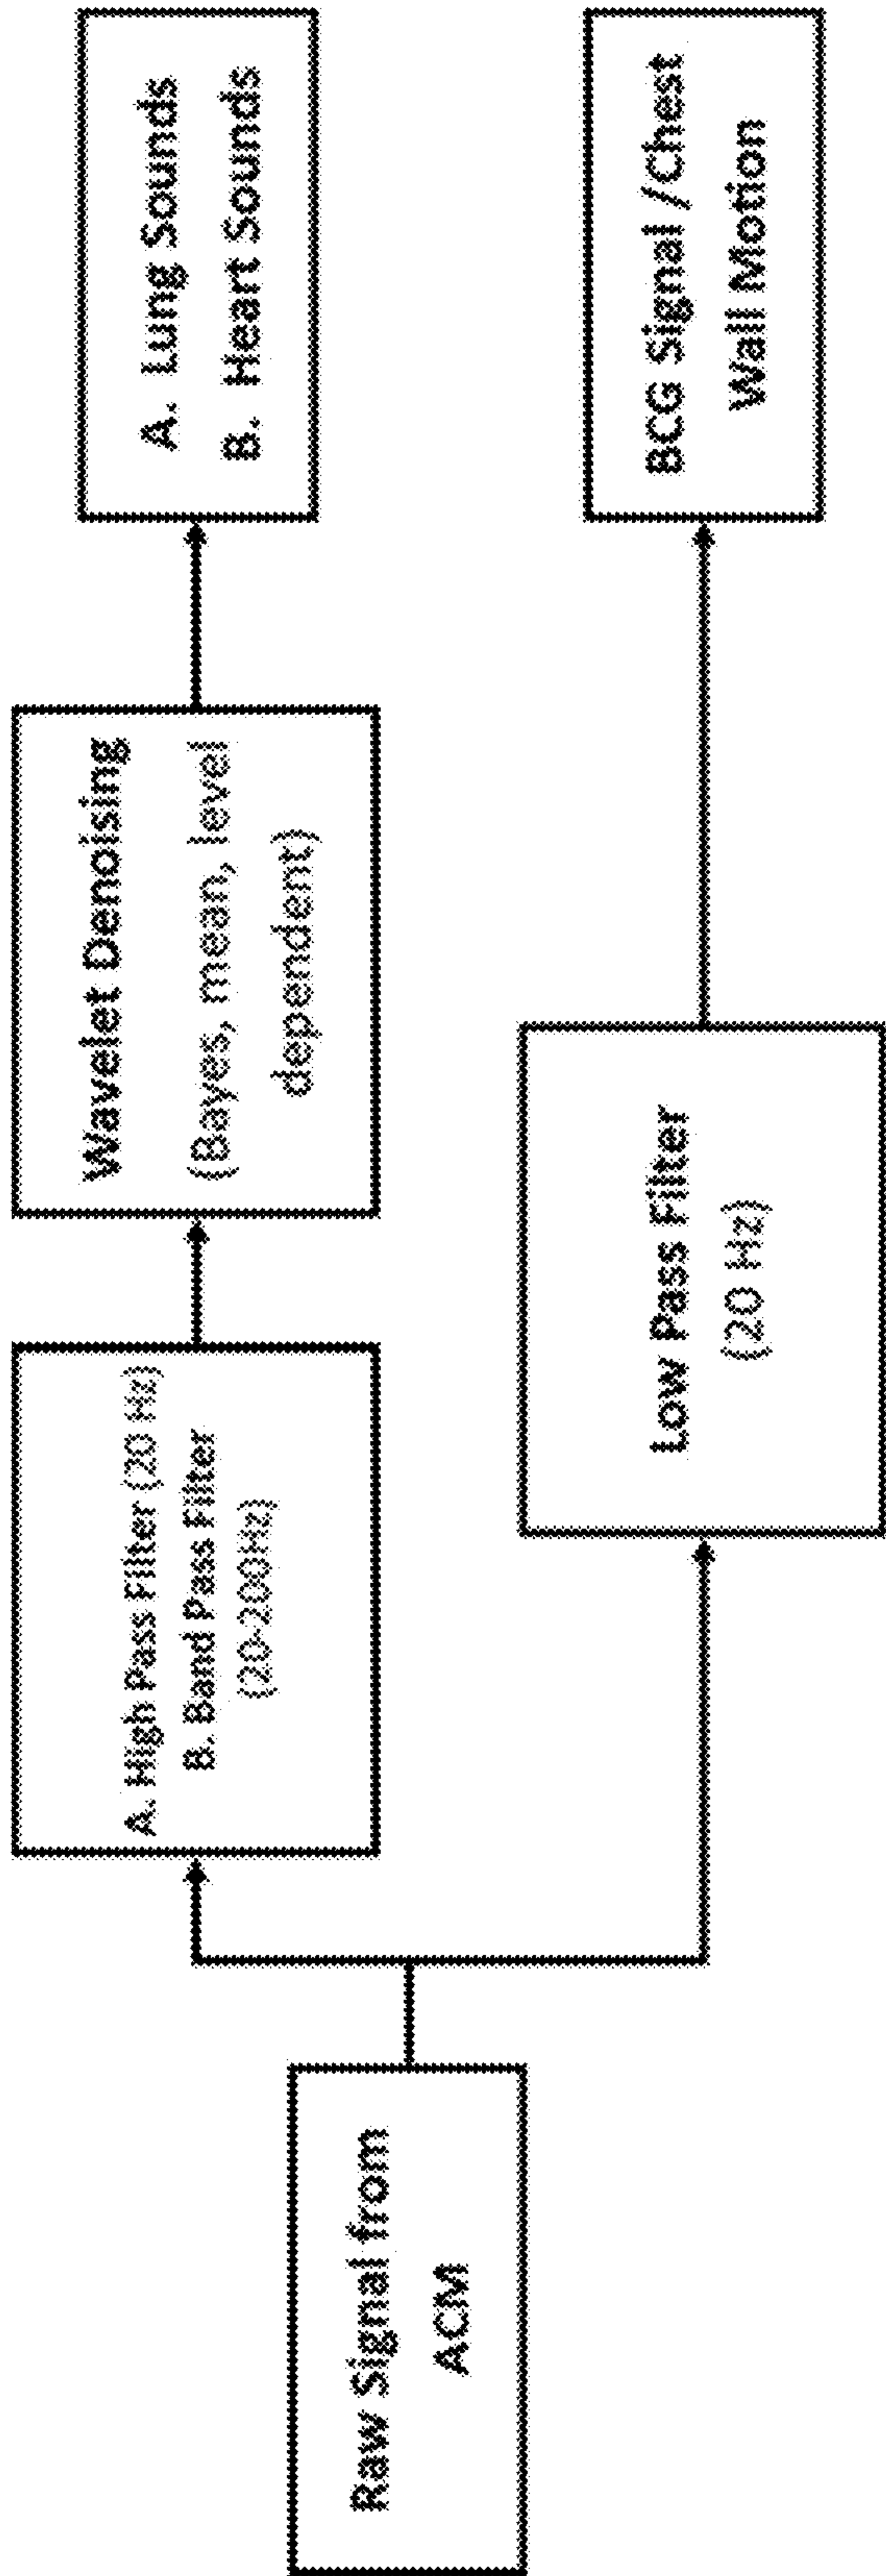 Raw Signal from
ACM
A. High Pass Filter (20 Hz)
B. Band Pass Filter
(20-200Hz)
Wavelet Denoising
(Bayes, mean, level
dependent)
A. Lung Sounds
B. Heart Sounds
Low Pass Filter
(20 Hz)
BCG Signal /Chest
Wall Motion